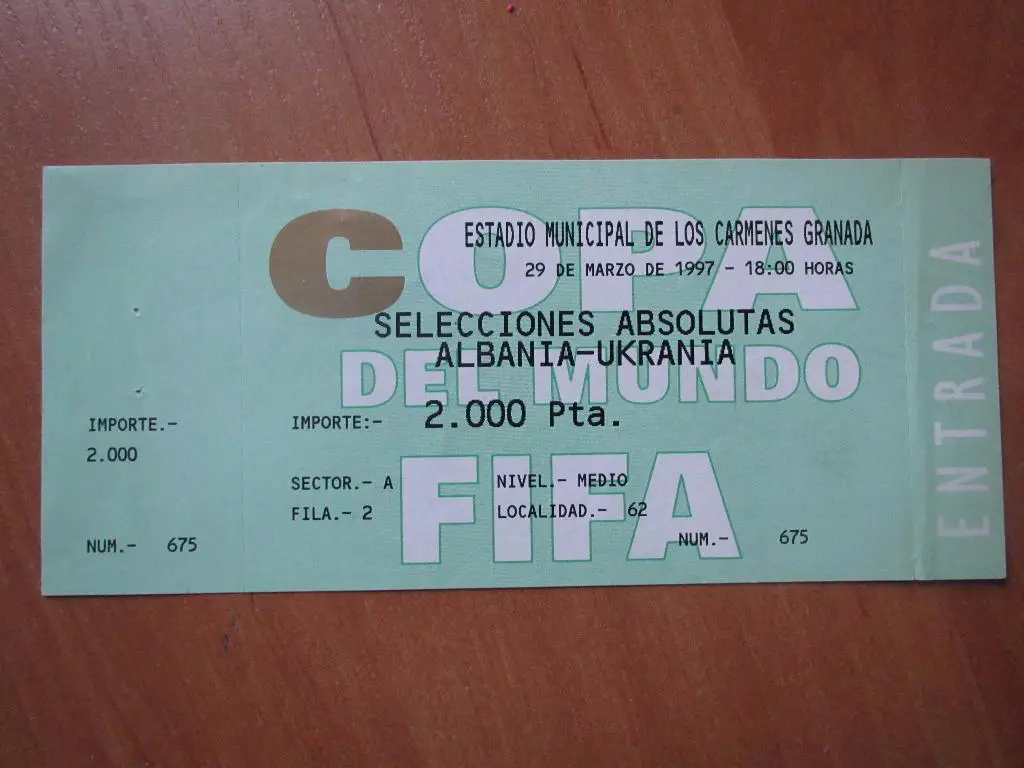 COPA
ESTADIO MUNICIPAL DE LOS CARMENES GRANADA
29 DE MARZO DE 1997 - 18:00 HORAS
SELECCIONES ABSOLUTAS
ALBANIA-UKRANIA
DEL MUNDO
IMPORTE.-
2.000
IMPORTE:- 2.000 Pta.
FIFA
SECTOR.- A NIVEL.- MEDIO
FILA.- 2 LOCALIDAD.- 62
NUM.- 675
NUM.- 675
ENTRADA